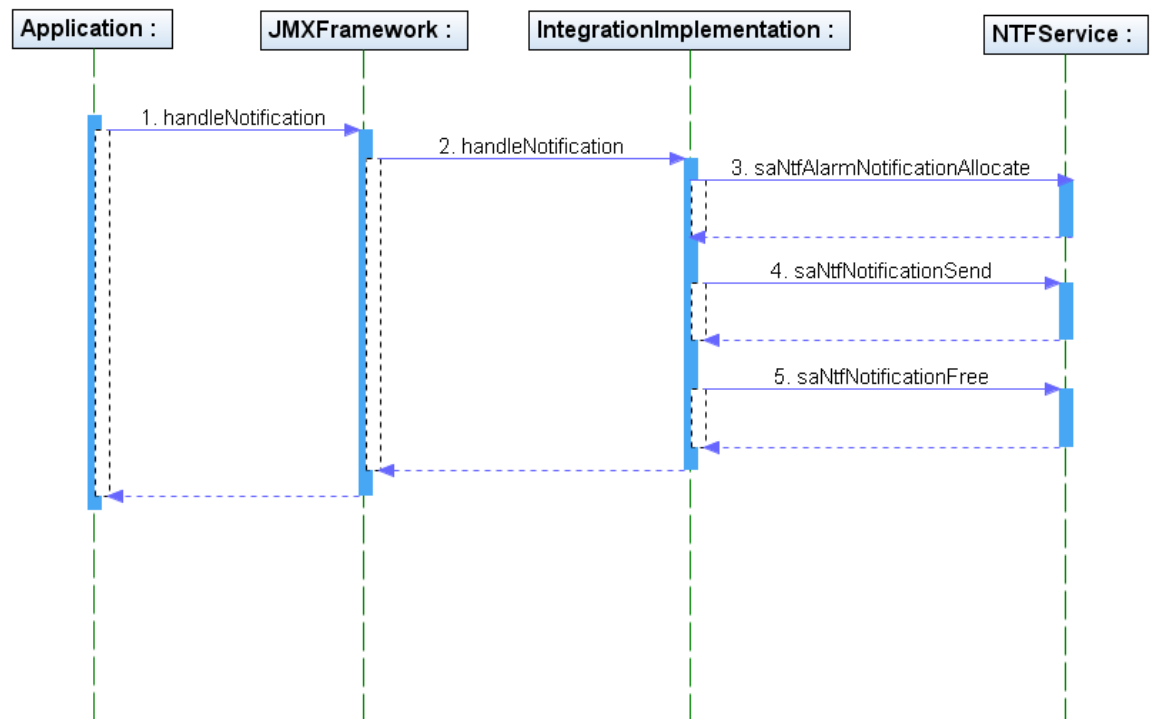 Application :
JMXFramework :
IntegrationImplementation :
NTFService :
1. handleNotification
2. handleNotification
3. saNtfAlarmNotificationAllocate
4. saNtfNotificationSend
5. saNtfNotificationFree